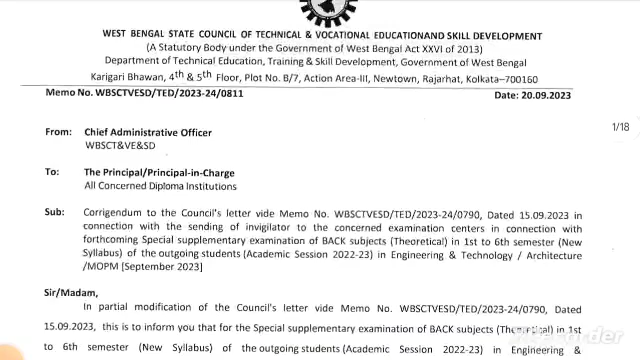 WEST BENGAL STATE COUNCIL OF TECHNICAL & VOCATIONAL EDUCATIONAND SKILL DEVELOPMENT
(A Statutory Body under the Government of West Bengal Act XXVI of 2013)
Department of Technical Education, Training & Skill Development, Government of West Bengal
Karigari Bhawan, 4th & 5th Floor, Plot No. B/7, Action Area-III, Newtown, Rajarhat, Kolkata–700160
Memo No. WBSCTVESD/TED/2023-24/0811 Date: 20.09.2023
1/18
From: Chief Administrative Officer
WBSCT&VE&SD
To: The Principal/Principal-in-Charge
All Concerned Diploma Institutions
Sub: Corrigendum to the Council's letter vide Memo No. WBSCTVESD/TED/2023-24/0790, Dated 15.09.2023 in
connection with the sending of invigilator to the concerned examination centers in connection with
forthcoming Special supplementary examination of BACK subjects (Theoretical) in 1st to 6th semester (New
Syllabus) of the outgoing students (Academic Session 2022-23) in Engineering & Technology / Architecture
/MOPM [September 2023]
Sir/Madam,
In partial modification of the Council's letter vide Memo No. WBSCTVESD/TED/2023-24/0790, Dated
15.09.2023, this is to inform you that for the Special supplementary examination of BACK subjects (Theoretical) in 1st
to 6th semester (New Syllabus) of the outgoing students (Academic Session 2022-23) in Engineering &